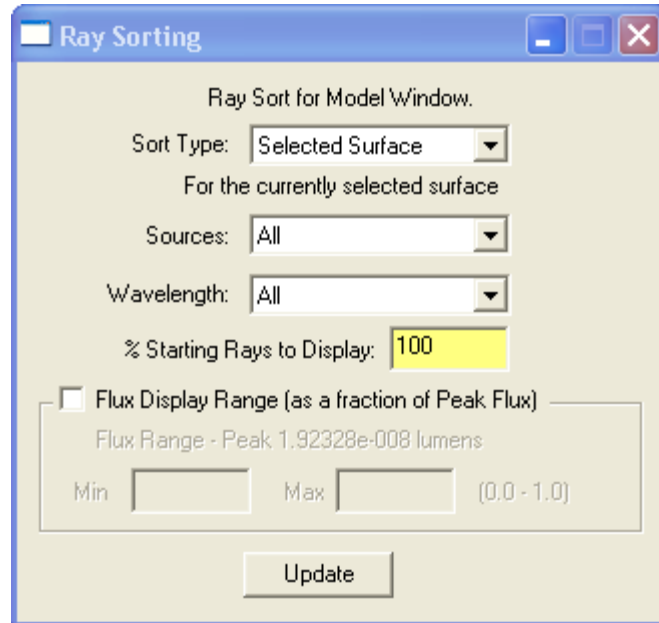 Ray Sorting
Ray Sort for Model Window.
Sort Type: Selected Surface
For the currently selected surface
Sources: All
Wavelength: All
% Starting Rays to Display: 100
Flux Display Range (as a fraction of Peak Flux)
Flux Range - Peak 1.92328e-008 lumens
Min Max (0.0 - 1.0)
Update